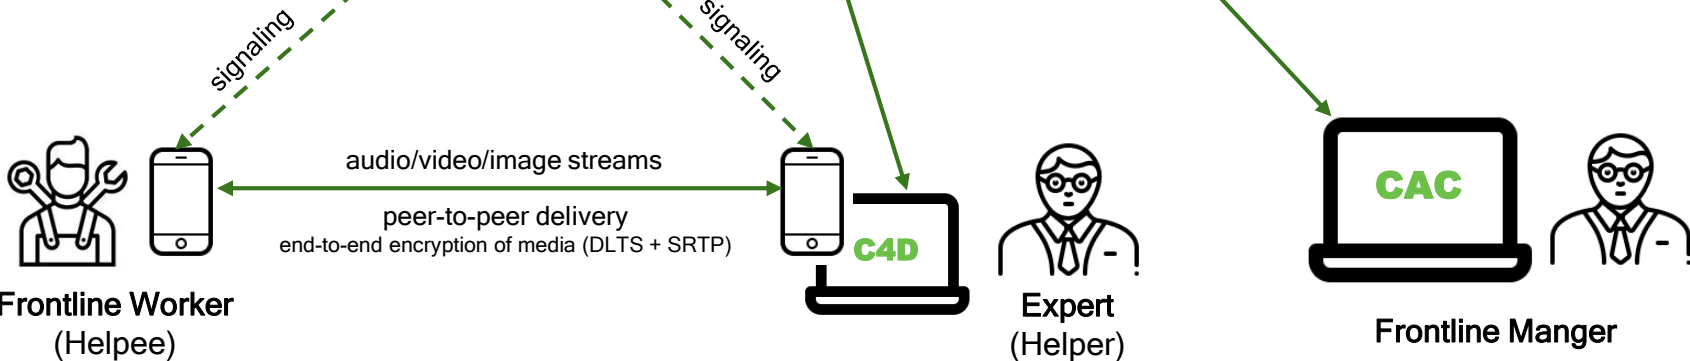 signaling
signaling
audio/video/image streams
peer-to-peer delivery
end-to-end encryption of media (DLTS + SRTP)
C4D
CAC
Frontline Worker
(Helpee)
Expert
(Helper)
Frontline Manger